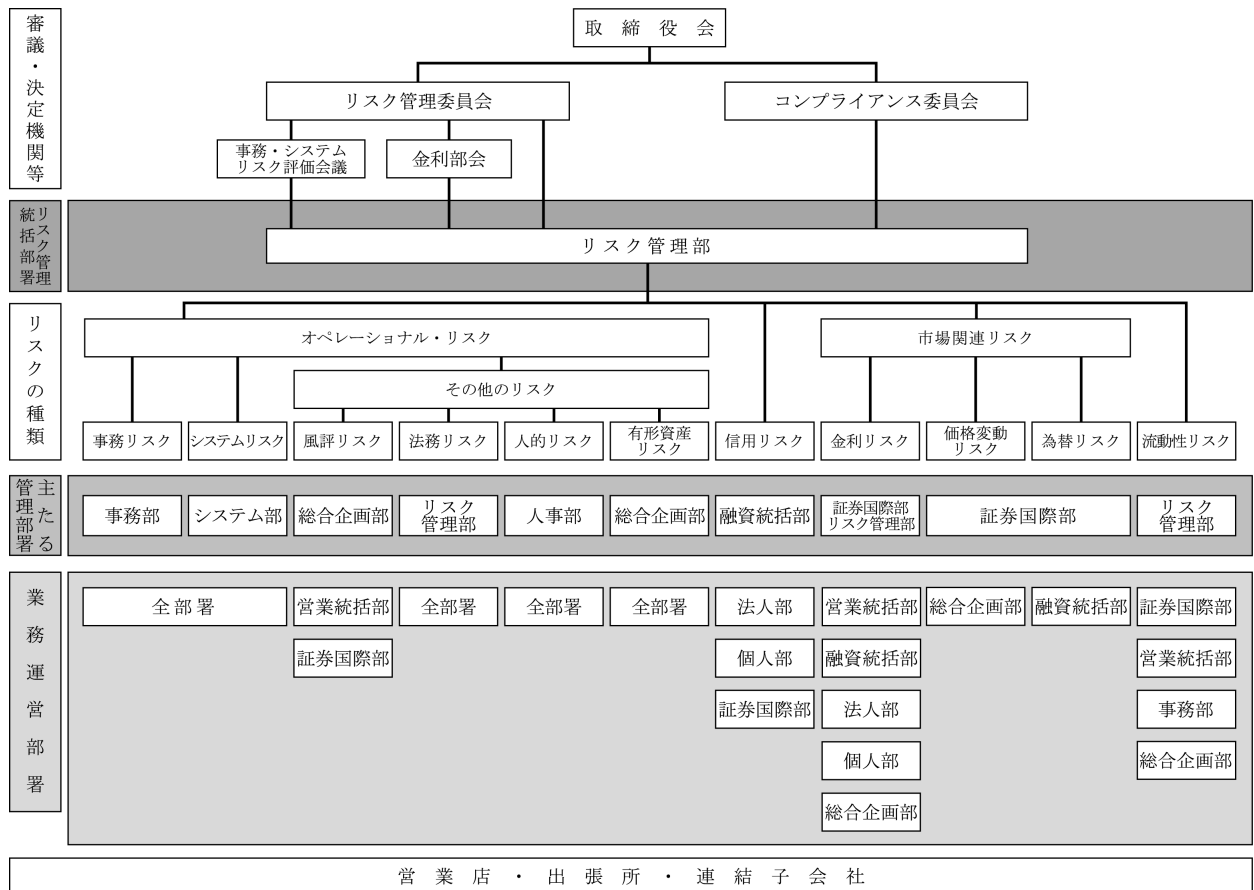 審議・決定機関等
取締役会
リスク管理委員会
コンプライアンス委員会
事務・システム
リスク評価会議
金利部会
リスク管理
統括部署
リスク管理部
リスクの種類
オペレーショナル・リスク
市場関連リスク
その他のリスク
事務リスク
システムリスク
風評リスク
法務リスク
人的リスク
有形資産
リスク
信用リスク
金利リスク
価格変動
リスク
為替リスク
流動性リスク
主たる
管理部署
事務部
システム部
総合企画部
リスク
管理部
人事部
総合企画部
融資統括部
証券国際部
リスク管理部
証券国際部
リスク
管理部
業務運営部署
全部署
営業統括部
全部署
全部署
全部署
法人部
営業統括部
総合企画部
融資統括部
証券国際部
証券国際部
個人部
融資統括部
営業統括部
証券国際部
法人部
事務部
個人部
総合企画部
総合企画部
営業店・出張所・連結子会社